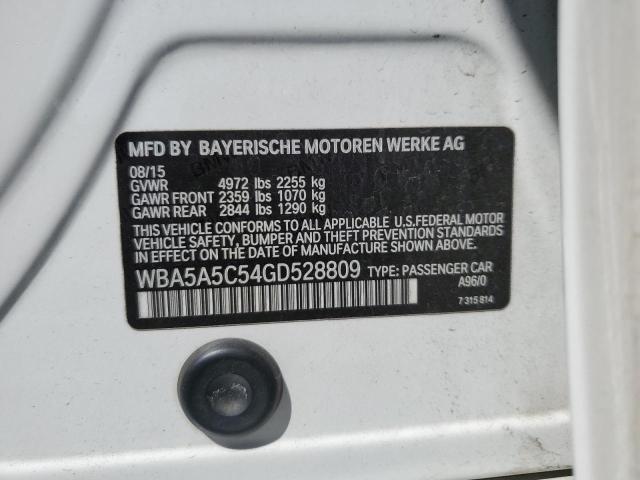 MFD BY BAYERISCHE MOTOREN WERKE AG
08/15
GVWR 4972 lbs 2255 kg
GAWR FRONT 2359 lbs 1070 kg
GAWR REAR 2844 lbs 1290 kg
THIS VEHICLE CONFORMS TO ALL APPLICABLE U.S.FEDERAL MOTOR
VEHICLE SAFETY, BUMPER AND THEFT PREVENTION STANDARDS
IN EFFECT ON THE DATE OF MANUFACTURE SHOWN ABOVE.
WBA5A5C54GD528809 TYPE: PASSENGER CAR
A96/0
7 315 814